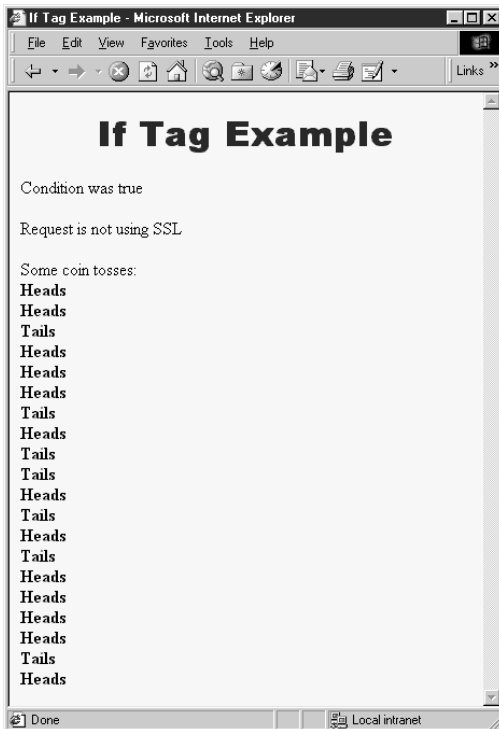 If Tag Example - Microsoft Internet Explorer
File Edit View Favorites Tools Help
Links »
If Tag Example
Condition was true
Request is not using SSL
Some coin tosses:
Heads
Heads
Tails
Heads
Heads
Heads
Tails
Heads
Tails
Tails
Heads
Tails
Heads
Tails
Heads
Heads
Heads
Heads
Tails
Heads
Done Local intranet